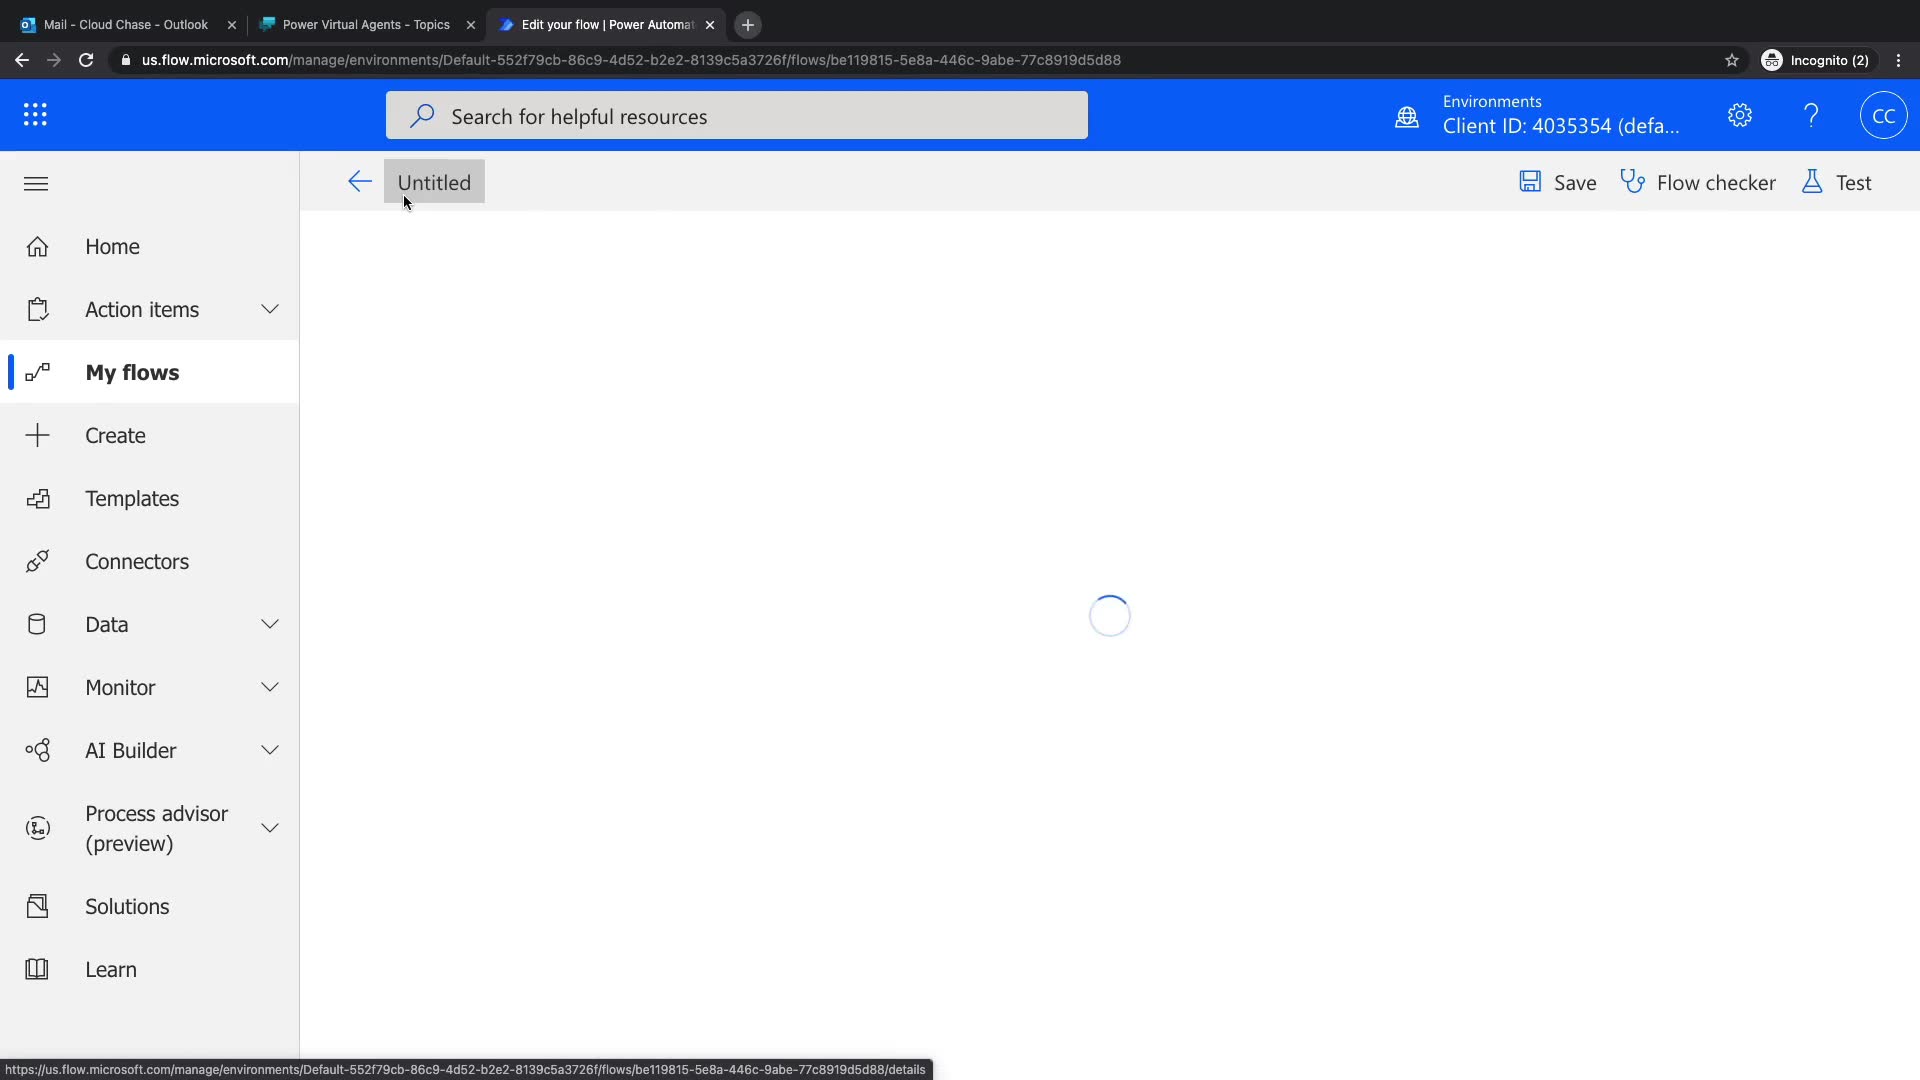 Mail - Cloud Chase - Outlook
Power Virtual Agents - Topics
Edit your flow | Power Automat
us.flow.microsoft.com/manage/environments/Default-552f79cb-86c9-4d52-b2e2-8139c5a3726f/flows/be119815-5e8a-446c-9abe-77c8919d5d88
Incognito (2)
Search for helpful resources
Environments
Client ID: 4035354 (defa...
CC
Untitled
Save
Flow checker
Test
Home
Action items
My flows
Create
Templates
Connectors
Data
Monitor
AI Builder
Process advisor
(preview)
Solutions
Learn
https://us.flow.microsoft.com/manage/environments/Default-552f79cb-86c9-4d52-b2e2-8139c5a3726f/flows/be119815-5e8a-446c-9abe-77c8919d5d88/details